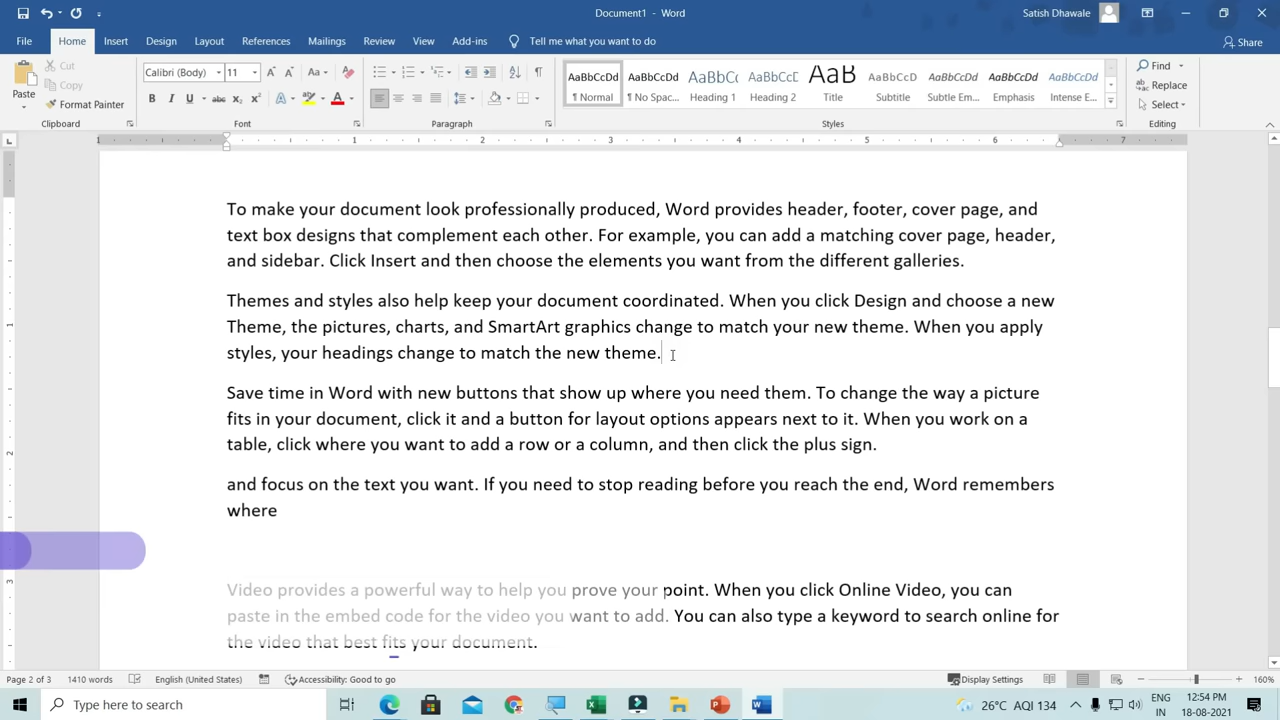 Document1 - Word
Satish Dhawale
File Home Insert Design Layout References Mailings Review View Add-ins Tell me what you want to do Share
Paste
Cut
Copy
Format Painter
Calibri (Body) 11
AaBbCcDd AaBbCcDd AaBbCc AaBbCcD AaB AaBbCcDd AaBbCcDd AaBbCcDd AaBbCcDd
¶ Normal ¶ No Spac... Heading 1 Heading 2 Title Subtitle Subtle Em... Emphasis Intense E...
Find
Replace
Select
Clipboard Font Paragraph Styles Editing
1 1 2 3 4 5 6 7
To make your document look professionally produced, Word provides header, footer, cover page, and
text box designs that complement each other. For example, you can add a matching cover page, header,
and sidebar. Click Insert and then choose the elements you want from the different galleries.
Themes and styles also help keep your document coordinated. When you click Design and choose a new
Theme, the pictures, charts, and SmartArt graphics change to match your new theme. When you apply
styles, your headings change to match the new theme.
Save time in Word with new buttons that show up where you need them. To change the way a picture
fits in your document, click it and a button for layout options appears next to it. When you work on a
table, click where you want to add a row or a column, and then click the plus sign.
and focus on the text you want. If you need to stop reading before you reach the end, Word remembers
where
Video provides a powerful way to help you prove your point. When you click Online Video, you can
paste in the embed code for the video you want to add. You can also type a keyword to search online for
the video that best fits your document.
Page 2 of 3 1410 words English (United States) Accessibility: Good to go Display Settings 160%
Type here to search
26°C AQI 134
ENG
IN
12:54 PM
18-08-2021